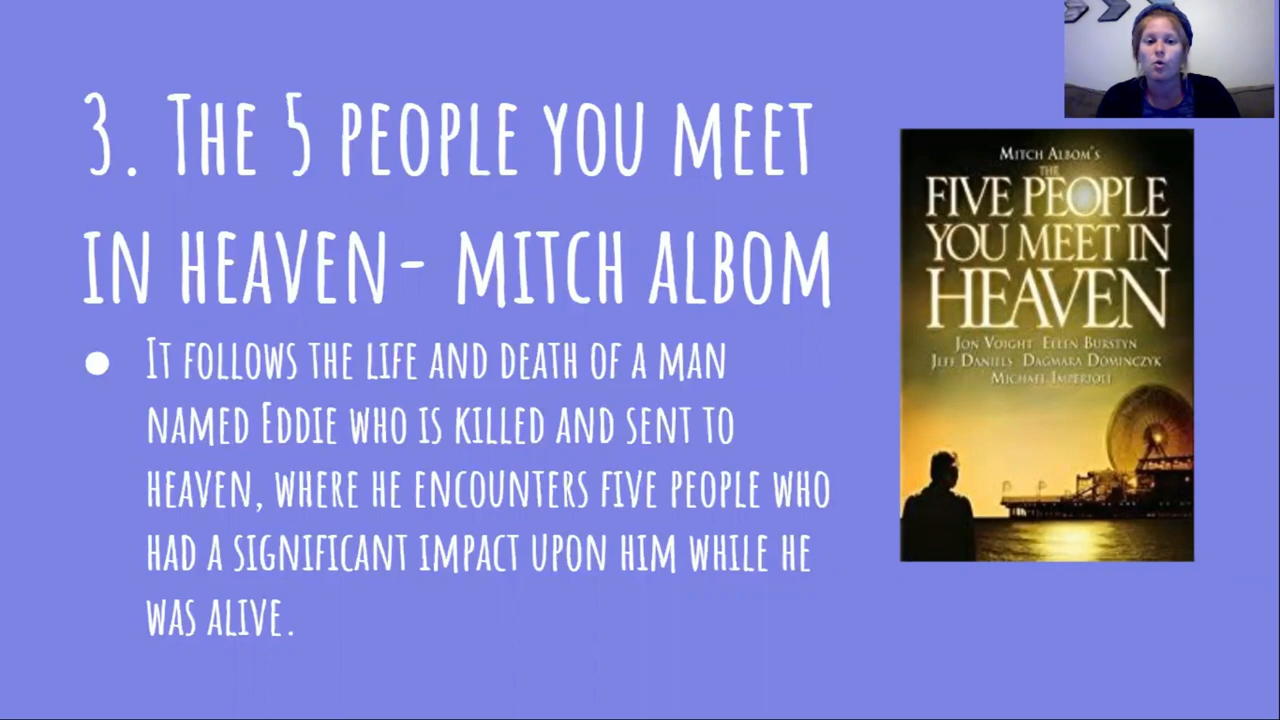 3. The 5 people you meet
in heaven- Mitch Albom
● It follows the life and death of a man
named Eddie who is killed and sent to
heaven, where he encounters five people who
had a significant impact upon him while he
was alive.
Mitch Albom's
THE
FIVE PEOPLE
YOU MEET IN
HEAVEN
Jon Voight Ellen Burstyn
Jeff Daniels Dagmara Dominczyk
Michael Imperioli